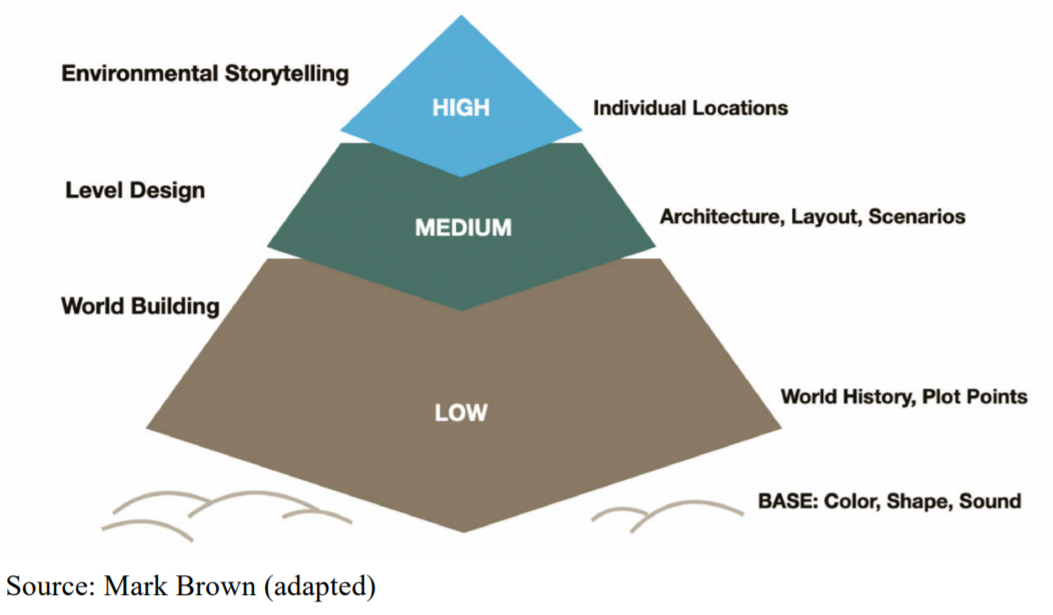 Environmental Storytelling
HIGH
Individual Locations
Level Design
MEDIUM
Architecture, Layout, Scenarios
World Building
LOW
World History, Plot Points
BASE: Color, Shape, Sound
Source: Mark Brown (adapted)